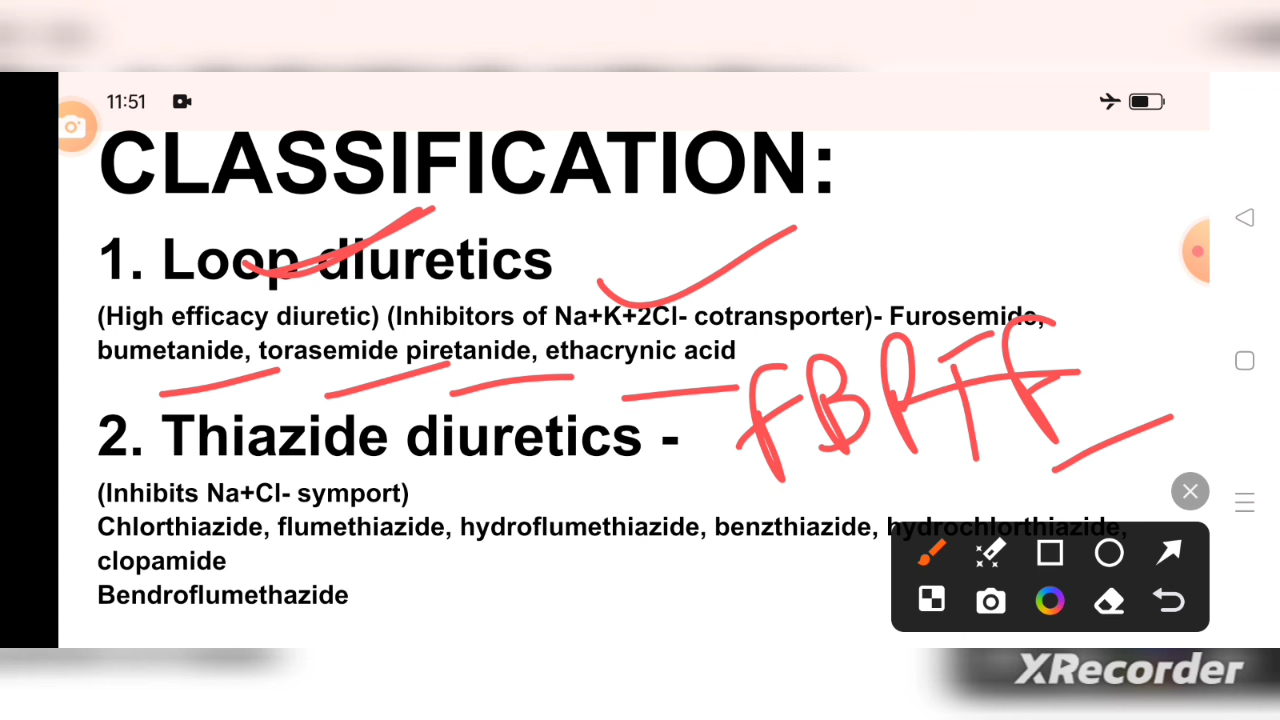 11:51
CLASSIFICATION:
1. Loop diuretics
(High efficacy diuretic) (Inhibitors of Na+K+2Cl- cotransporter)- Furosemide,
bumetanide, torasemide piretanide, ethacrynic acid
2. Thiazide diuretics -
(Inhibits Na+Cl- symport)
Chlorthiazide, flumethiazide, hydroflumethiazide, benzthiazide, hydrochlorthiazide,
clopamide
Bendroflumethazide
XRecorder